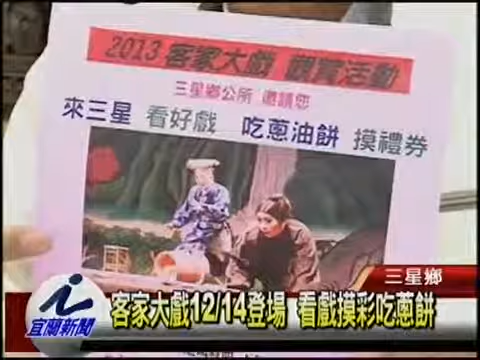 2013 客家大戲 觀賞活動
三星鄉公所 邀請您
來三星 看好戲 吃蔥油餅 摸禮券
三星鄉
客家大戲12/14登場 看戲摸彩吃蔥餅
宜蘭新聞